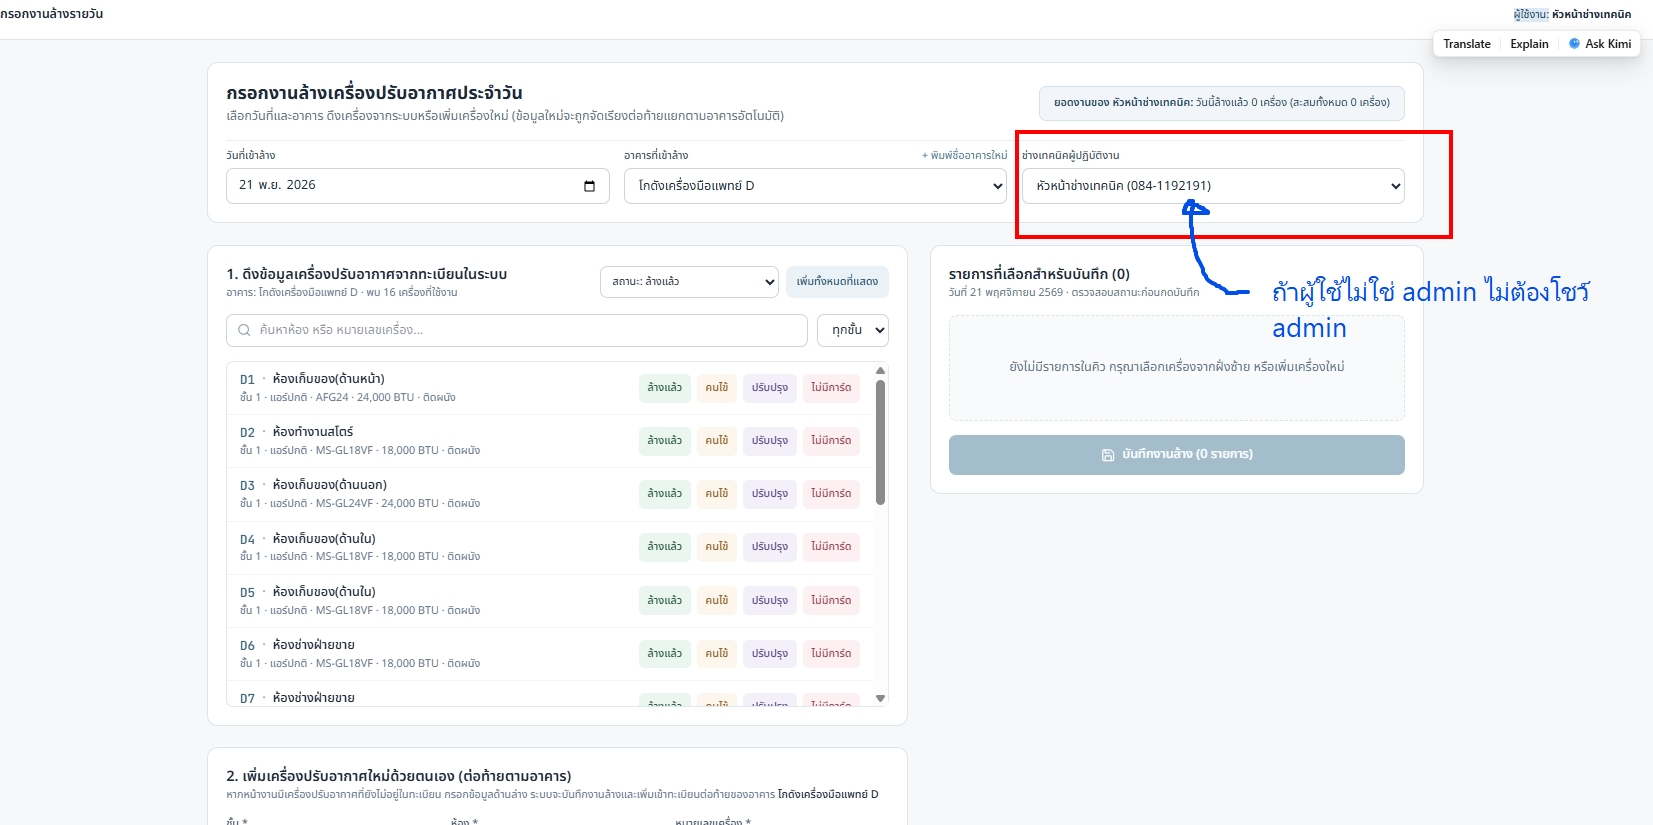 กรอกงานล้างรายวัน
ผู้ใช้งาน: หัวหน้าช่างเทคนิค
Translate Explain Ask Kimi
กรอกงานล้างเครื่องปรับอากาศประจำวัน
เลือกวันที่และอาคาร ดึงเครื่องจากระบบหรือเพิ่มเครื่องใหม่ (ข้อมูลใหม่จะถูกจัดเรียงต่อท้ายแยกตามอาคารอัตโนมัติ)
ยอดงานของ หัวหน้าช่างเทคนิค: วันนี้ล้างแล้ว 0 เครื่อง (สะสมทั้งหมด 0 เครื่อง)
วันที่เข้าล้าง
21 พ.ย. 2026
อาคารที่เข้าล้าง + พิมพ์ชื่ออาคารใหม่
โกดังเครื่องมือแพทย์ D
ช่างเทคนิคผู้ปฏิบัติงาน
หัวหน้าช่างเทคนิค (084-1192191)
ถ้าผู้ใช้ไม่ใช่ admin ไม่ต้องโชว์
admin
1. ดึงข้อมูลเครื่องปรับอากาศจากทะเบียนในระบบ
อาคาร: โกดังเครื่องมือแพทย์ D · พบ 16 เครื่องที่ใช้งาน
สถานะ: ล้างแล้ว
เพิ่มทั้งหมดที่แสดง
ค้นหาห้อง หรือ หมายเลขเครื่อง...
ทุกชั้น
D1 · ห้องเก็บของ(ด้านหน้า)
ชั้น 1 · แอร์ปกติ · AFG24 · 24,000 BTU · ติดผนัง
ล้างแล้ว คนไข้ ปรับปรุง ไม่มีการ์ด
D2 · ห้องทำงานสโตร์
ชั้น 1 · แอร์ปกติ · MS-GL18VF · 18,000 BTU · ติดผนัง
ล้างแล้ว คนไข้ ปรับปรุง ไม่มีการ์ด
D3 · ห้องเก็บของ(ด้านนอก)
ชั้น 1 · แอร์ปกติ · MS-GL24VF · 24,000 BTU · ติดผนัง
ล้างแล้ว คนไข้ ปรับปรุง ไม่มีการ์ด
D4 · ห้องเก็บของ(ด้านใน)
ชั้น 1 · แอร์ปกติ · MS-GL18VF · 18,000 BTU · ติดผนัง
ล้างแล้ว คนไข้ ปรับปรุง ไม่มีการ์ด
D5 · ห้องเก็บของ(ด้านใน)
ชั้น 1 · แอร์ปกติ · MS-GL18VF · 18,000 BTU · ติดผนัง
ล้างแล้ว คนไข้ ปรับปรุง ไม่มีการ์ด
D6 · ห้องช่างฝ่ายขาย
ชั้น 1 · แอร์ปกติ · MS-GL18VF · 18,000 BTU · ติดผนัง
ล้างแล้ว คนไข้ ปรับปรุง ไม่มีการ์ด
D7 · ห้องช่างฝ่ายขาย
ล้างแล้ว คนไข้ ปรับปรุง ไม่มีการ์ด
รายการที่เลือกสำหรับบันทึก (0)
วันที่ 21 พฤศจิกายน 2569 · ตรวจสอบสถานะก่อนกดบันทึก
ยังไม่มีรายการในคิว กรุณาเลือกเครื่องจากฝั่งซ้าย หรือเพิ่มเครื่องใหม่
บันทึกงานล้าง (0 รายการ)
2. เพิ่มเครื่องปรับอากาศใหม่ด้วยตนเอง (ต่อท้ายตามอาคาร)
หากหน้างานมีเครื่องปรับอากาศที่ยังไม่อยู่ในทะเบียน กรอกข้อมูลด้านล่าง ระบบจะบันทึกงานล้างและเพิ่มเข้าทะเบียนต่อท้ายของอาคาร โกดังเครื่องมือแพทย์ D
ชั้น * ห้อง * หมายเลขเครื่อง *